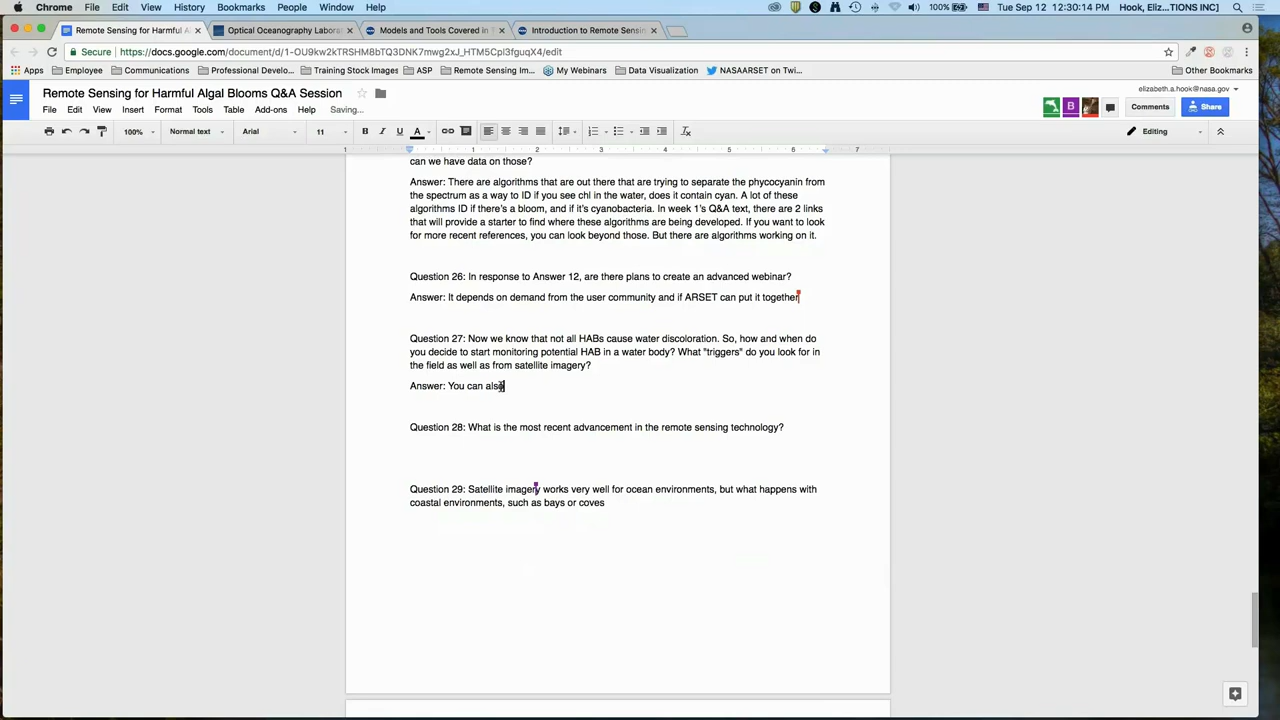 Chrome File Edit View History Bookmarks People Window Help 100% Tue Sep 12 12:30:14 PM Hook, Eliz...TIONS INC]
Remote Sensing for Harmful A Optical Oceanography Labora Models and Tools Covered in Introduction to Remote Sensin
Secure https://docs.google.com/document/d/1-OU9kw2kTRSHM8bTQ3DNK7mwg2xJ_HTM5CpI3fguqX4/edit
Apps Employee Communications Professional Develo... Training Stock Images ASP Remote Sensing Im... My Webinars Data Visualization NASAARSET on Twi... Other Bookmarks
elizabeth.a.hook@nasa.gov
Remote Sensing for Harmful Algal Blooms Q&A Session
File Edit View Insert Format Tools Table Add-ons Help Saving...
B Comments Share
100% Normal text Arial 11 B I U A Editing
1 1 2 3 4 5 6 7
can we have data on those?
Answer: There are algorithms that are out there that are trying to separate the phycocyanin from
the spectrum as a way to ID if you see chl in the water, does it contain cyan. A lot of these
algorithms ID if there's a bloom, and if it's cyanobacteria. In week 1's Q&A text, there are 2 links
that will provide a starter to find where these algorithms are being developed. If you want to look
for more recent references, you can look beyond those. But there are algorithms working on it.
Question 26: In response to Answer 12, are there plans to create an advanced webinar?
Answer: It depends on demand from the user community and if ARSET can put it together
Question 27: Now we know that not all HABs cause water discoloration. So, how and when do
you decide to start monitoring potential HAB in a water body? What "triggers" do you look for in
the field as well as from satellite imagery?
Answer: You can also
Question 28: What is the most recent advancement in the remote sensing technology?
Question 29: Satellite imagery works very well for ocean environments, but what happens with
coastal environments, such as bays or coves